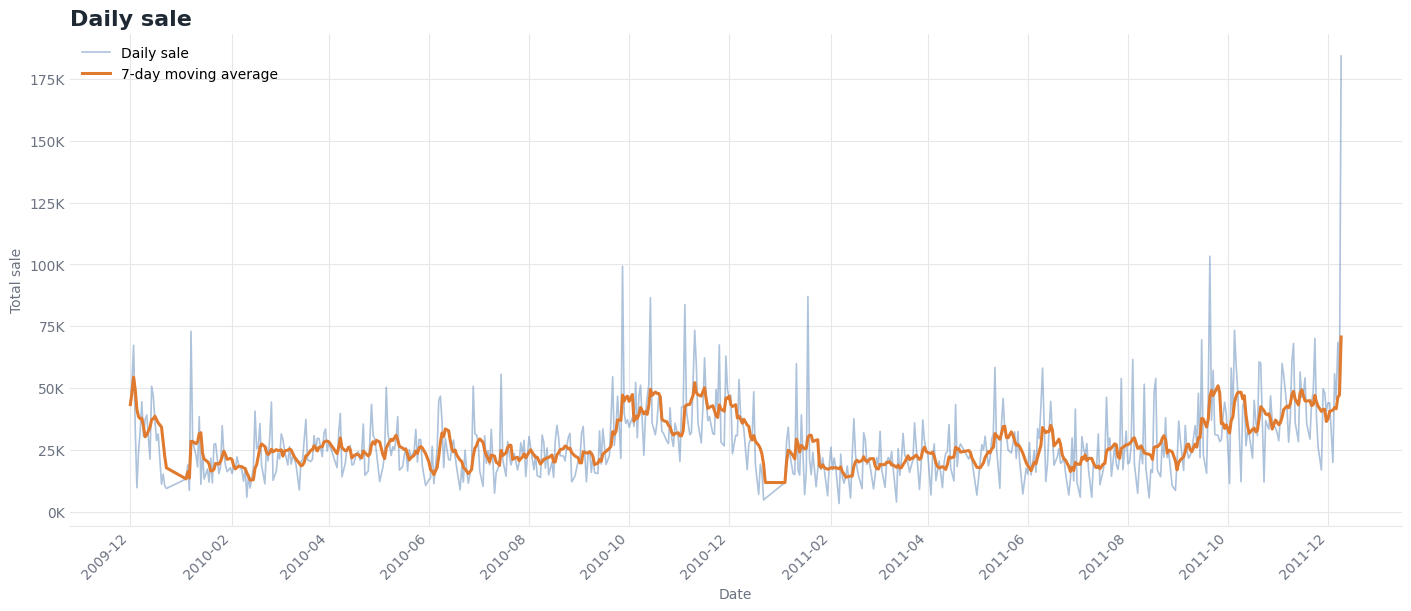 Daily sale
Daily sale
7-day moving average
175K
150K
125K
100K
75K
50K
25K
0K
Total sale
2009-12
2010-02
2010-04
2010-06
2010-08
2010-10
2010-12
2011-02
2011-04
2011-06
2011-08
2011-10
2011-12
Date